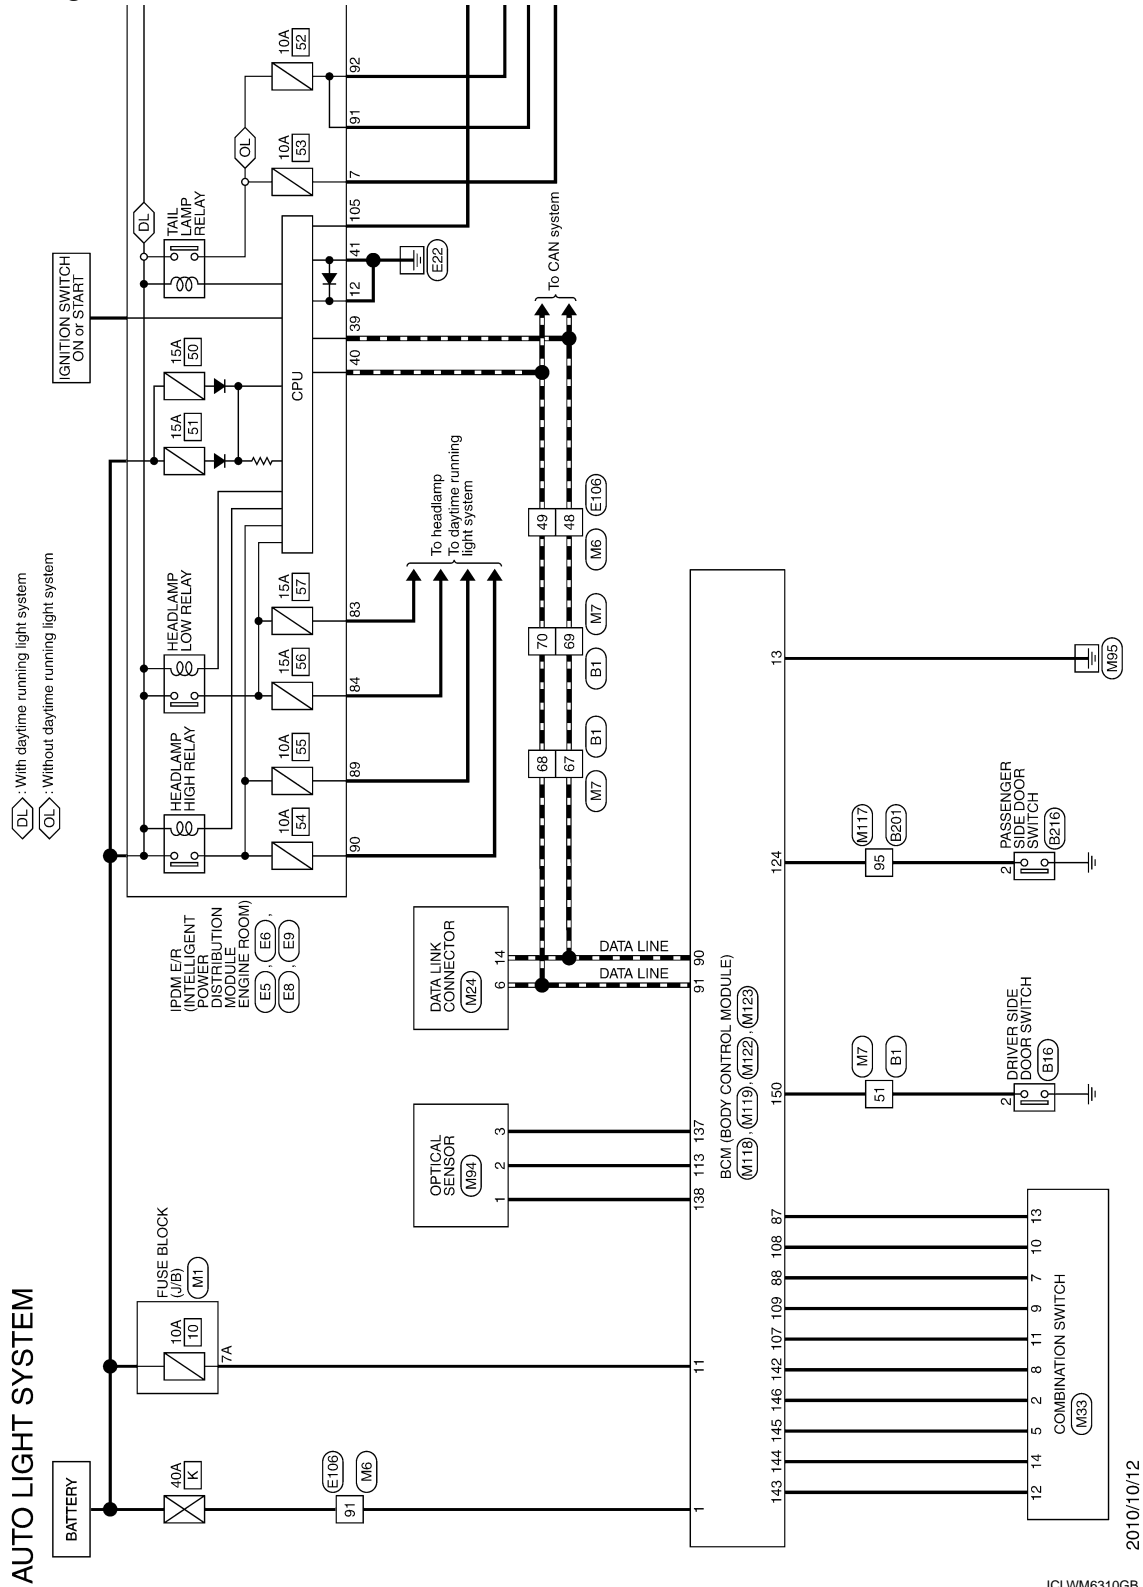 AUTO LIGHT SYSTEM
DL : With daytime running light system
OL : Without daytime running light system
BATTERY
IGNITION SWITCH
ON or START
40A
K
E106
91
M6
1
FUSE BLOCK
(J/B)
M1
10A
10
7A
11
IPDM E/R
(INTELLIGENT
POWER
DISTRIBUTION
MODULE
ENGINE ROOM)
E5 , E6 ,
E8 , E9
HEADLAMP
HIGH RELAY
HEADLAMP
LOW RELAY
15A
51
15A
50
TAIL
LAMP
RELAY
DL
OL
CPU
10A
54
10A
55
15A
56
15A
57
10A
53
10A
52
90
89
84
83
40
39
12
41
105
7
91
92
E22
To headlamp
To daytime running
light system
To CAN system
OPTICAL
SENSOR
M94
1
2
3
138
113
137
DATA LINK
CONNECTOR
M24
6
14
DATA LINE
DATA LINE
91
90
68
67
M7
B1
70
69
B1
M7
49
48
M6
E106
BCM (BODY CONTROL MODULE)
M118 , M119 , M122 , M123
143
144
145
146
142
107
109
88
108
87
150
124
13
12
14
5
2
8
11
9
7
10
13
COMBINATION SWITCH
M33
M7
51
B1
2
DRIVER SIDE
DOOR SWITCH
B16
M117
95
B201
2
PASSENGER
SIDE DOOR
SWITCH
B216
M95
2010/10/12
JCLWM6310GB